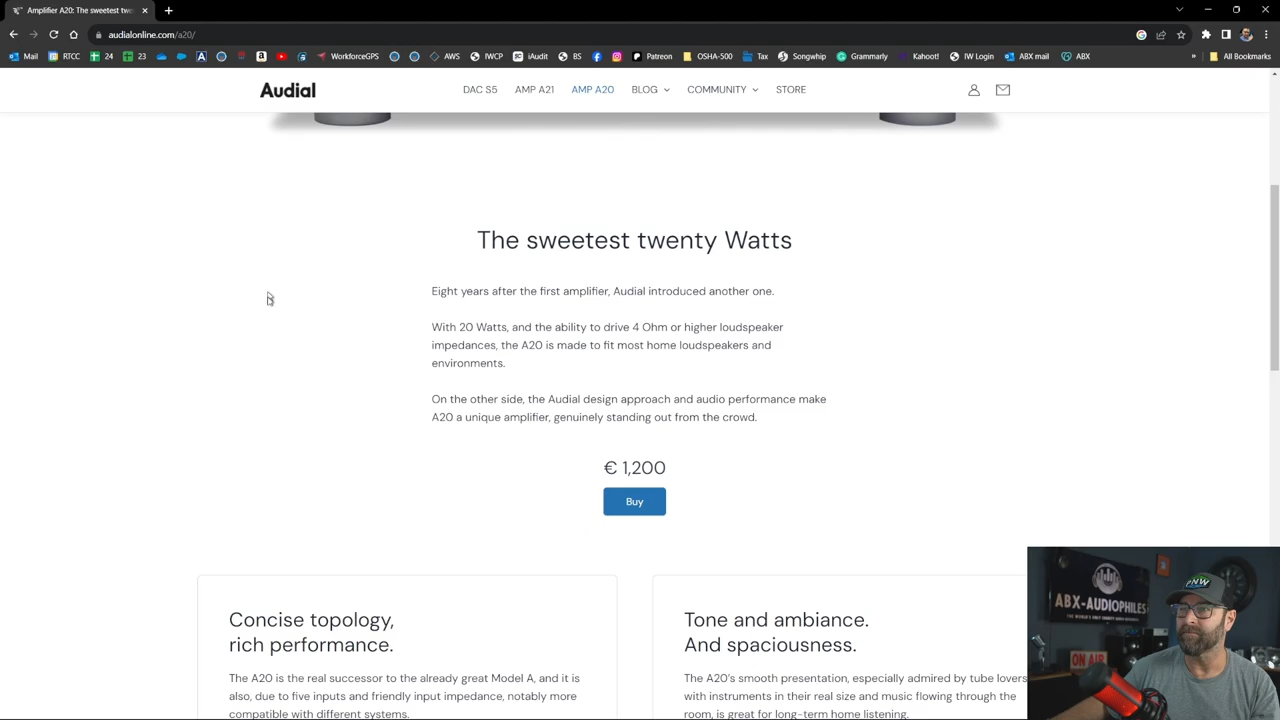 Amplifier A20: The sweetest tw
audialonline.com/a20/
Mail
RTCC
24
23
WorkforceGPS
AWS
IWCP
iAudit
BS
Patreon
OSHA-500
Tax
Songwhip
Grammarly
Kahoot!
IW Login
ABX mail
ABX
All Bookmarks
Audial
DAC S5
AMP A21
AMP A20
BLOG
COMMUNITY
STORE
The sweetest twenty Watts
Eight years after the first amplifier, Audial introduced another one.
With 20 Watts, and the ability to drive 4 Ohm or higher loudspeaker
impedances, the A20 is made to fit most home loudspeakers and
environments.
On the other side, the Audial design approach and audio performance make
A20 a unique amplifier, genuinely standing out from the crowd.
€ 1,200
Buy
Concise topology,
rich performance.
The A20 is the real successor to the already great Model A, and it is
also, due to five inputs and friendly input impedance, notably more
compatible with different systems.
Tone and ambiance.
And spaciousness.
The A20's smooth presentation, especially admired by tube lovers
with instruments in their real size and music flowing through the
room, is great for long-term home listening.
PNW
ABX-AUDIOPHILES
ON AIR